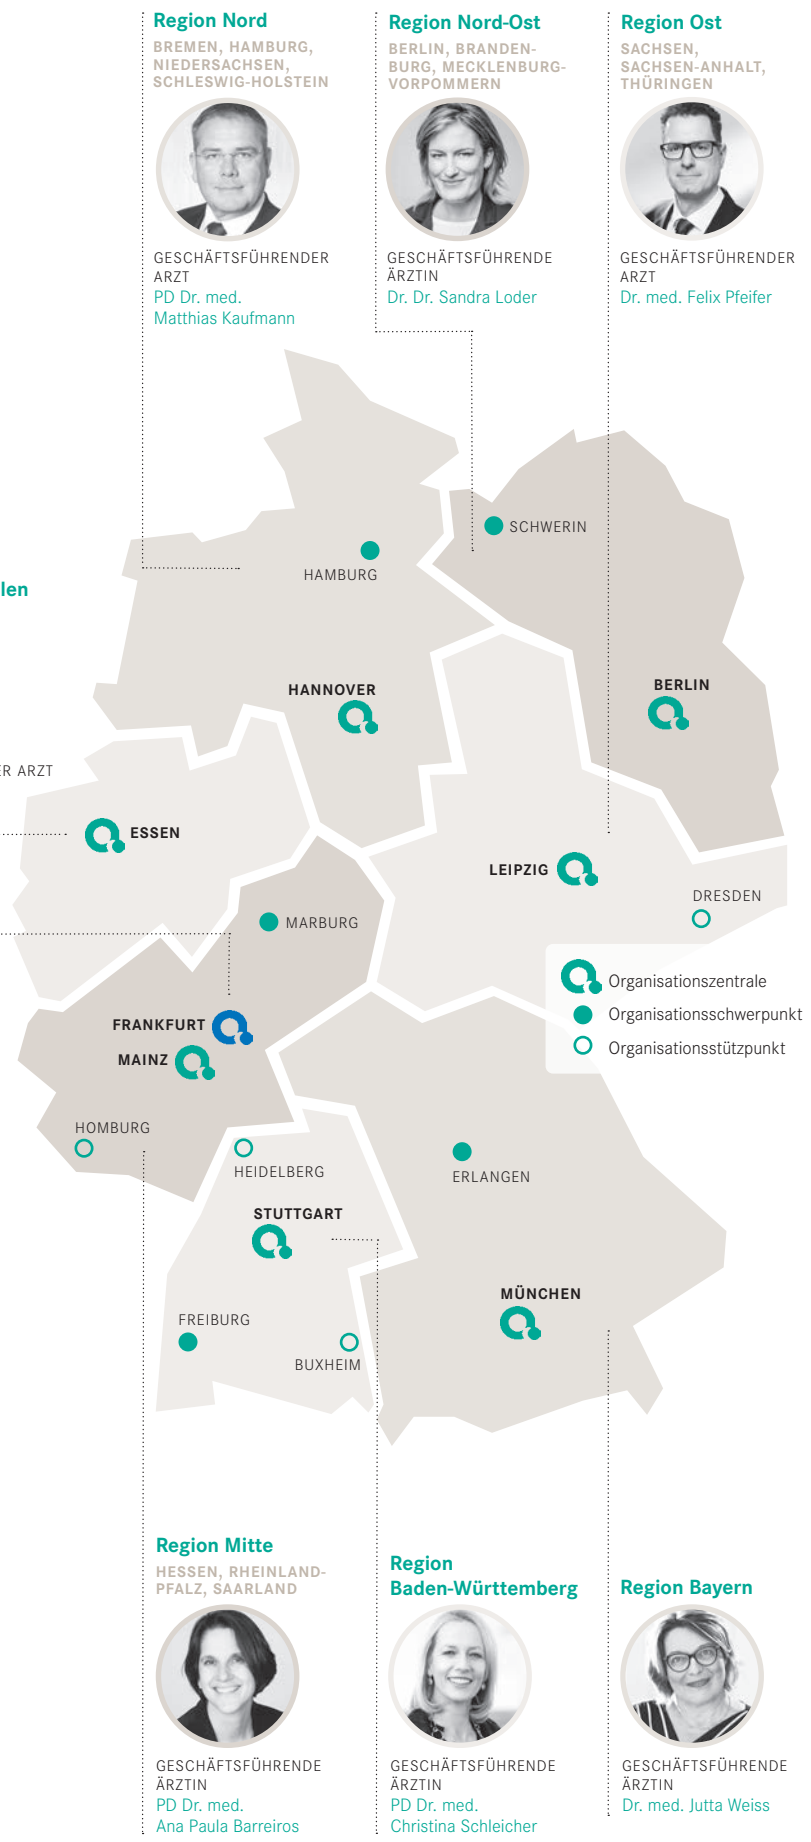 Region Nord
BREMEN, HAMBURG,
NIEDERSACHSEN,
SCHLESWIG-HOLSTEIN
GESCHÄFTSFÜHRENDER
ARZT
PD Dr. med.
Matthias Kaufmann
Region Nord-Ost
BERLIN, BRANDEN-
BURG, MECKLENBURG-
VORPOMMERN
GESCHÄFTSFÜHRENDE
ÄRZTIN
Dr. Dr. Sandra Loder
Region Ost
SACHSEN,
SACHSEN-ANHALT,
THÜRINGEN
GESCHÄFTSFÜHRENDER
ARZT
Dr. med. Felix Pfeifer
SCHWERIN
HAMBURG
len
HANNOVER
BERLIN
ER ARZT
ESSEN
LEIPZIG
DRESDEN
MARBURG
Organisationszentrale
Organisationsschwerpunkt
Organisationsstützpunkt
FRANKFURT
MAINZ
HOMBURG
HEIDELBERG
ERLANGEN
STUTTGART
MÜNCHEN
FREIBURG
BUXHEIM
Region Mitte
HESSEN, RHEINLAND-
PFALZ, SAARLAND
GESCHÄFTSFÜHRENDE
ÄRZTIN
PD Dr. med.
Ana Paula Barreiros
Region
Baden-Württemberg
GESCHÄFTSFÜHRENDE
ÄRZTIN
PD Dr. med.
Christina Schleicher
Region Bayern
GESCHÄFTSFÜHRENDE
ÄRZTIN
Dr. med. Jutta Weiss